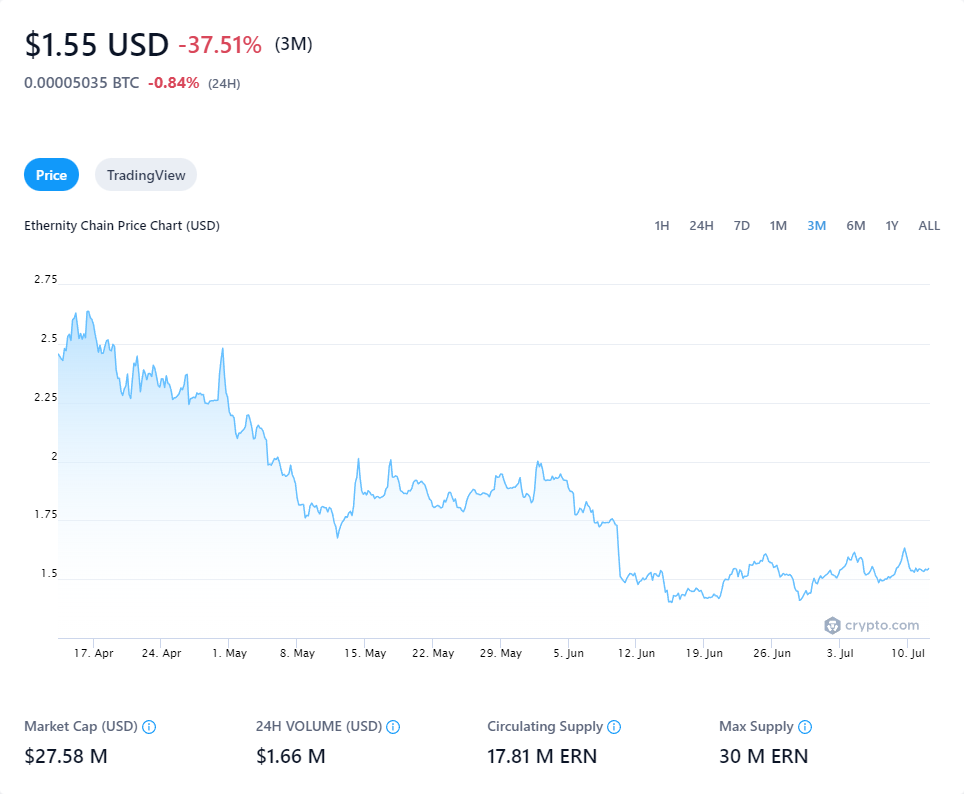 $1.55 USD -37.51% (3M)
0.00005035 BTC -0.84% (24H)
Price TradingView
Ethernity Chain Price Chart (USD) 1H 24H 7D 1M 3M 6M 1Y ALL
2.75
2.5
2.25
2
1.75
1.5
crypto.com
17. Apr 24. Apr 1. May 8. May 15. May 22. May 29. May 5. Jun 12. Jun 19. Jun 26. Jun 3. Jul 10. Jul
Market Cap (USD) 24H VOLUME (USD) Circulating Supply Max Supply
$27.58 M $1.66 M 17.81 M ERN 30 M ERN